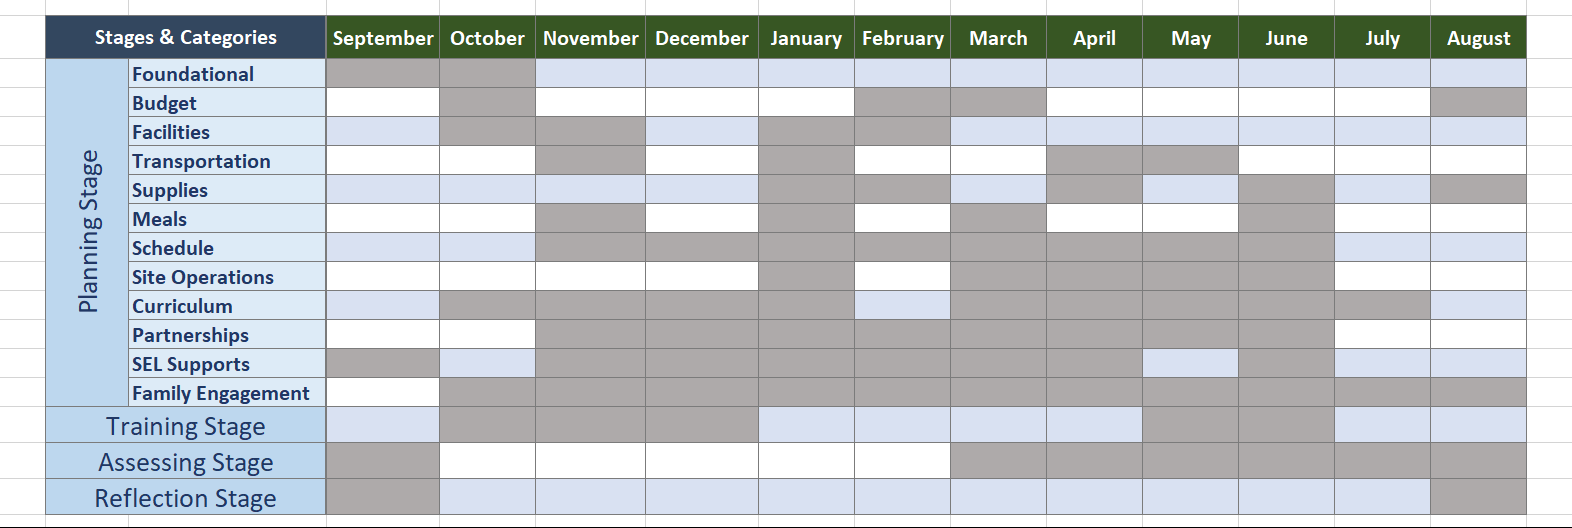 Stages & Categories September October November December January February March April May June July August
Planning Stage
Foundational
Budget
Facilities
Transportation
Supplies
Meals
Schedule
Site Operations
Curriculum
Partnerships
SEL Supports
Family Engagement
Training Stage
Assessing Stage
Reflection Stage